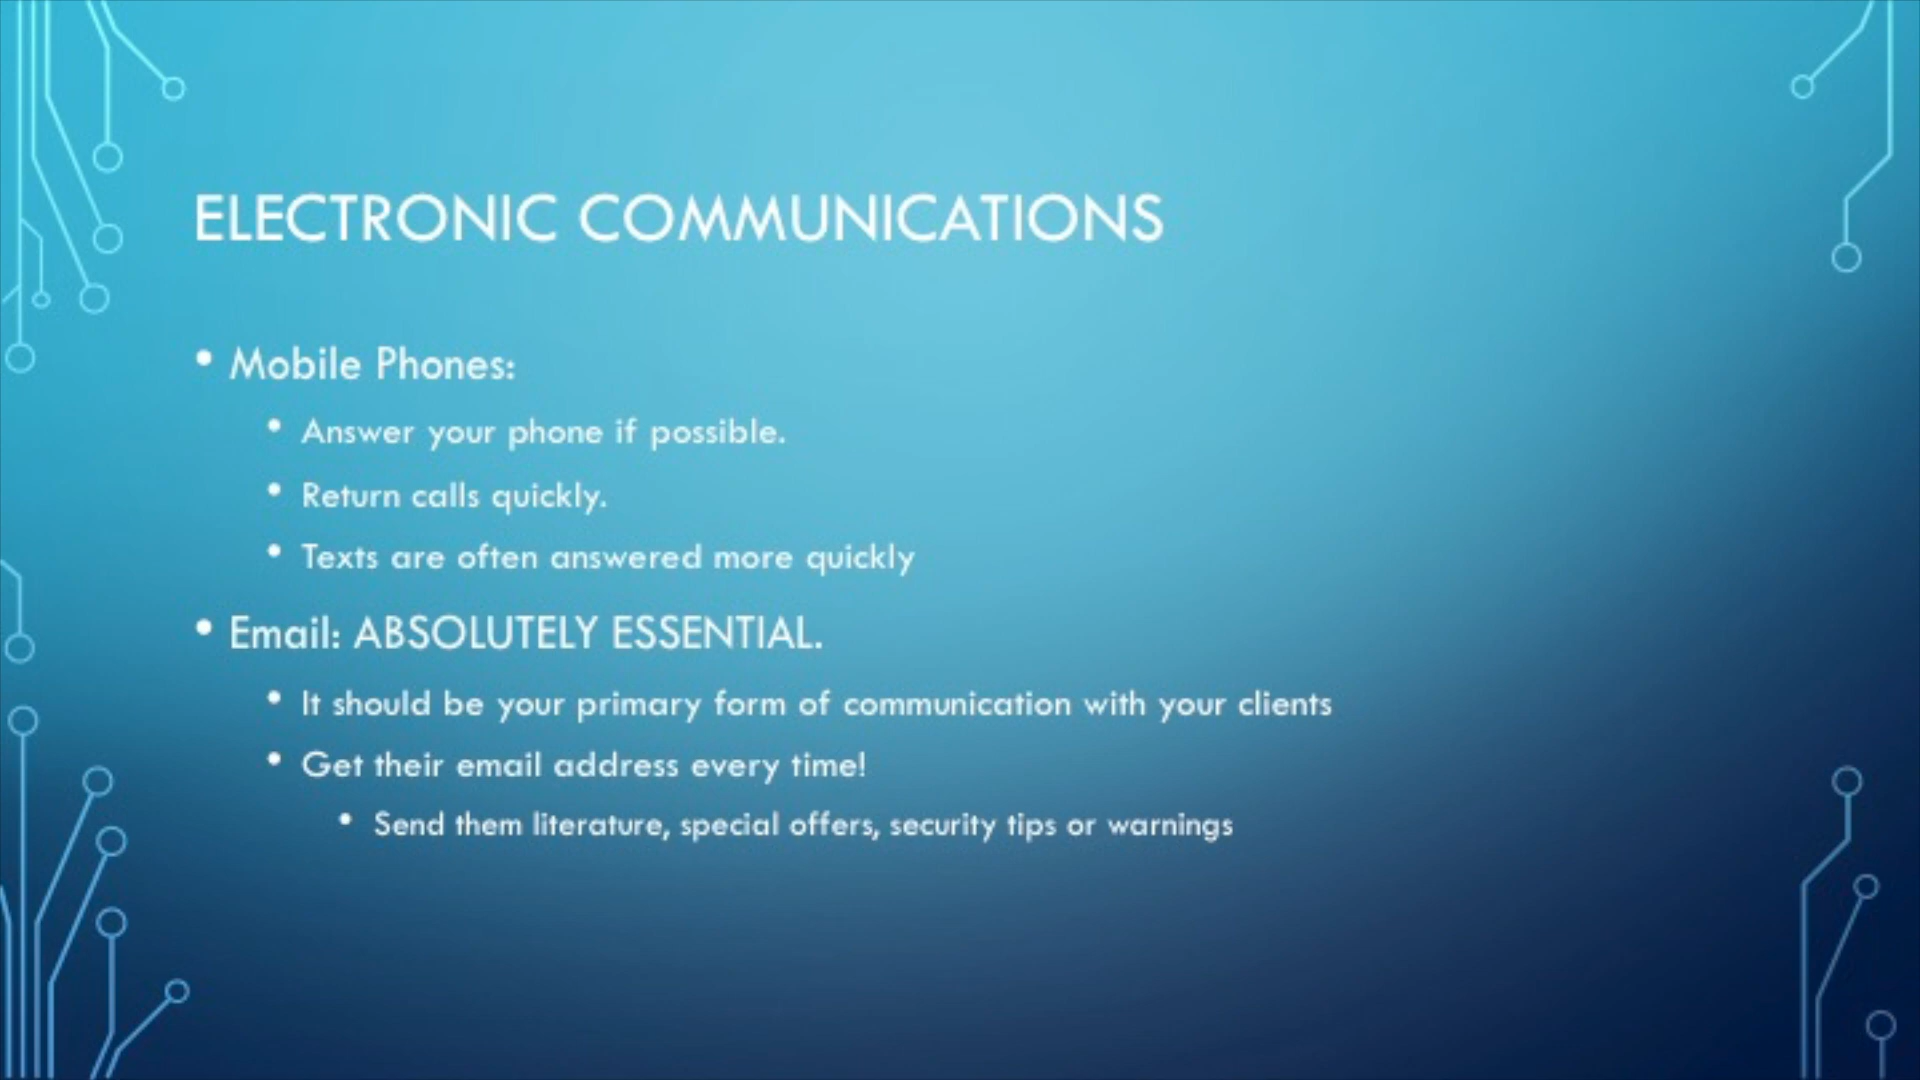 ELECTRONIC COMMUNICATIONS
• Mobile Phones:
• Answer your phone if possible.
• Return calls quickly.
• Texts are often answered more quickly
• Email: ABSOLUTELY ESSENTIAL.
• It should be your primary form of communication with your clients
• Get their email address every time!
• Send them literature, special offers, security tips or warnings